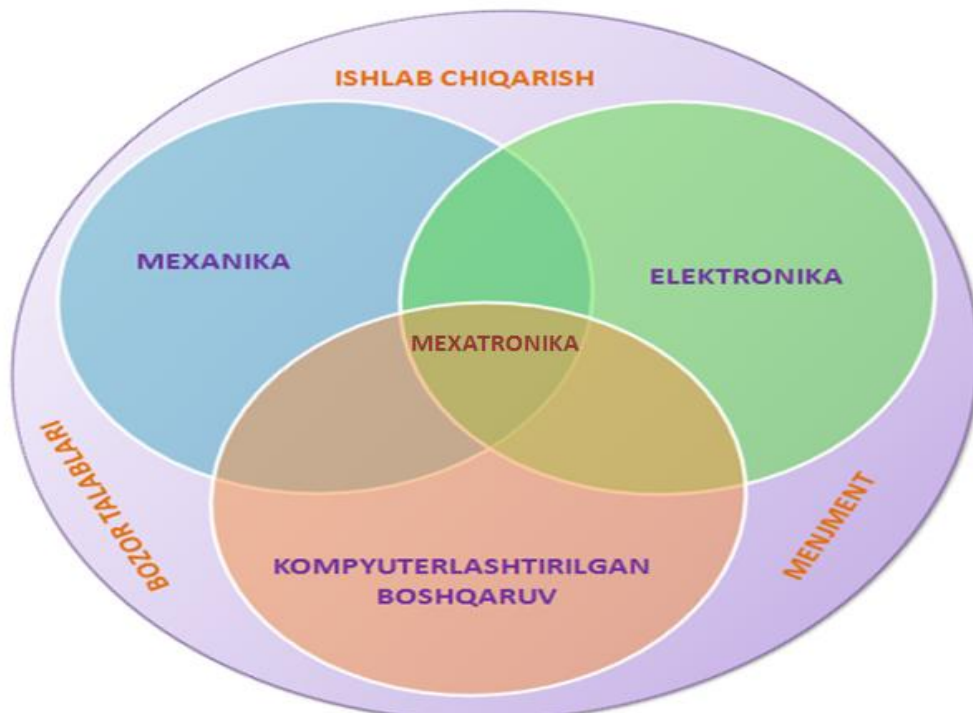 ISHLAB CHIQARISH
MEXANIKA
ELEKTRONIKA
MEXATRONIKA
BOZOR TALABLARI
MENJMENT
KOMPYUTERLASHTIRILGAN
BOSHQARUV